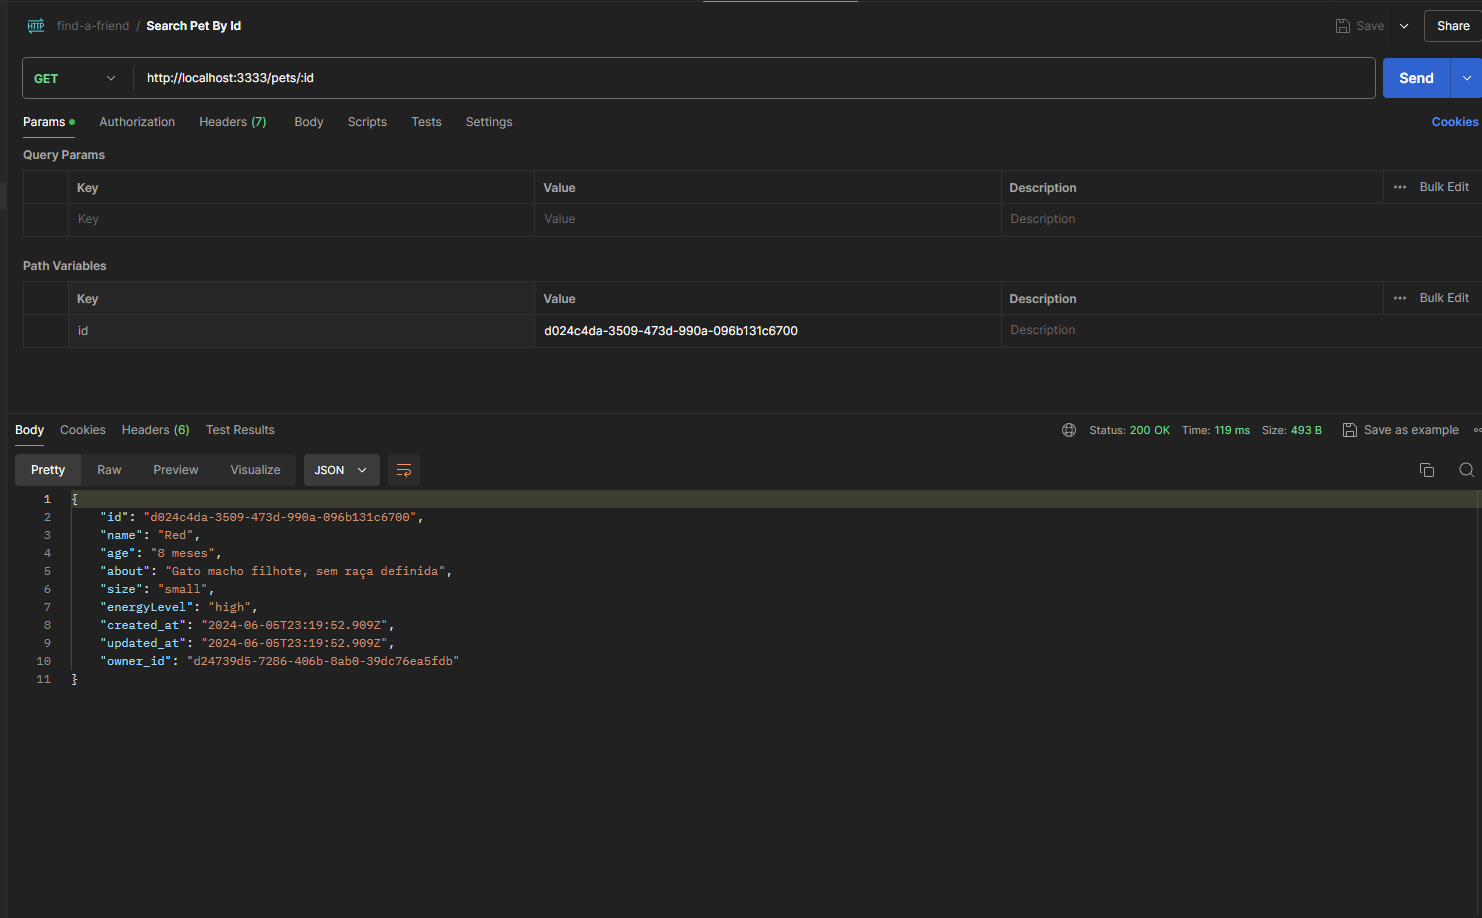 HTTP find-a-friend / Search Pet By Id Save Share
GET http://localhost:3333/pets/:id Send
Params Authorization Headers (7) Body Scripts Tests Settings Cookies
Query Params
Key Value Description ••• Bulk Edit
Key Value Description
Path Variables
Key Value Description ••• Bulk Edit
id d024c4da-3509-473d-990a-096b131c6700 Description
Body Cookies Headers (6) Test Results Status: 200 OK Time: 119 ms Size: 493 B Save as example
Pretty Raw Preview Visualize JSON
1 {
2 "id": "d024c4da-3509-473d-990a-096b131c6700",
3 "name": "Red",
4 "age": "8 meses",
5 "about": "Gato macho filhote, sem raça definida",
6 "size": "small",
7 "energyLevel": "high",
8 "created_at": "2024-06-05T23:19:52.909Z",
9 "updated_at": "2024-06-05T23:19:52.909Z",
10 "owner_id": "d24739d5-7286-406b-8ab0-39dc76ea5fdb"
11 }